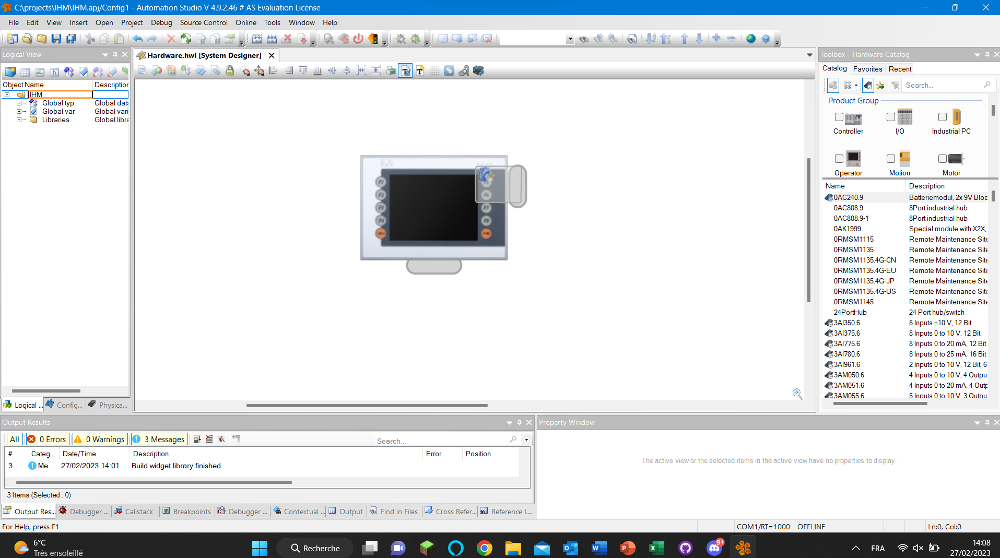 C:\projects\IHM\IHM.apj/Config1 - Automation Studio V 4.9.2.46 # AS Evaluation License
File Edit View Insert Open Project Debug Source Control Online Tools Window Help
Logical View
Object Name Description
IHM
Global.typ Global data
Global.var Global vari
Libraries Global libra
Logical ... Config... Physica...
Hardware.hwl [System Designer]
F1
F2
F3
F4
F6
F7
F8
Toolbox - Hardware Catalog
Catalog Favorites Recent
Search...
Product Group
Controller I/O Industrial PC
Operator Motion Motor
Name Description
0AC240.9 Batteriemodul, 2x 9V Bloc
0AC808.9 8Port industrial hub
0AC808.9-1 8Port industrial hub
0AK1999 Special module with X2X,
0RMSM1115 Remote Maintenance Site
0RMSM1135 Remote Maintenance Site
0RMSM1135.4G-CN Remote Maintenance Site
0RMSM1135.4G-EU Remote Maintenance Site
0RMSM1135.4G-JP Remote Maintenance Site
0RMSM1135.4G-US Remote Maintenance Site
0RMSM1145 Remote Maintenance Site
24PortHub 24 Port hub/switch
3AI350.6 8 Inputs ±10 V, 12 Bit
3AI375.6 8 Inputs 0 to 10 V, 12 Bit
3AI775.6 8 Inputs 0 to 20 mA, 12 Bit
3AI780.6 8 Inputs 0 to 25 mA, 16 Bit
3AI961.6 2 Inputs 0 to 10 V, 12 Bit, 6
3AM050.6 4 Inputs 0 to 10 V, 4 Outpu
3AM051.6 4 Inputs 0 to 20 mA, 4 Outp
3AM055.6 5 Inputs 0 to 10 V, 3 Outpu
Output Results
All 0 Errors 0 Warnings 3 Messages Search...
# Categ... Date/Time Description Error Position
3 Me... 27/02/2023 14:01... Build widget library finished.
3 Items (Selected : 0)
Output Res... Debugger ... Callstack Breakpoints Debugger ... Contextual ... Output Find in Files Cross Refer... Reference L...
Property Window
The active view or the selected items in the active view have no properties to display.
For Help, press F1 COM1/RT=1000 OFFLINE Ln:0, Col:0
6°C
Très ensoleillé
Recherche
9+
FRA
14:08
27/02/2023